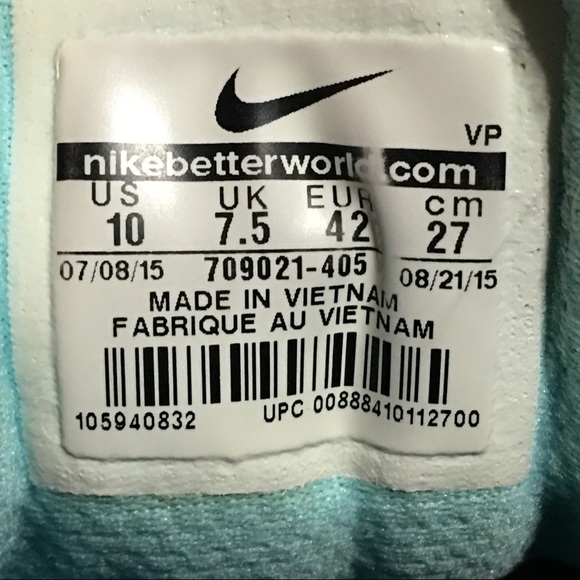 VP
nikebetterworld.com
US UK EUR cm
10 7.5 42 27
07/08/15 709021-405 08/21/15
MADE IN VIETNAM
FABRIQUE AU VIETNAM
105940832 UPC 00888410112700